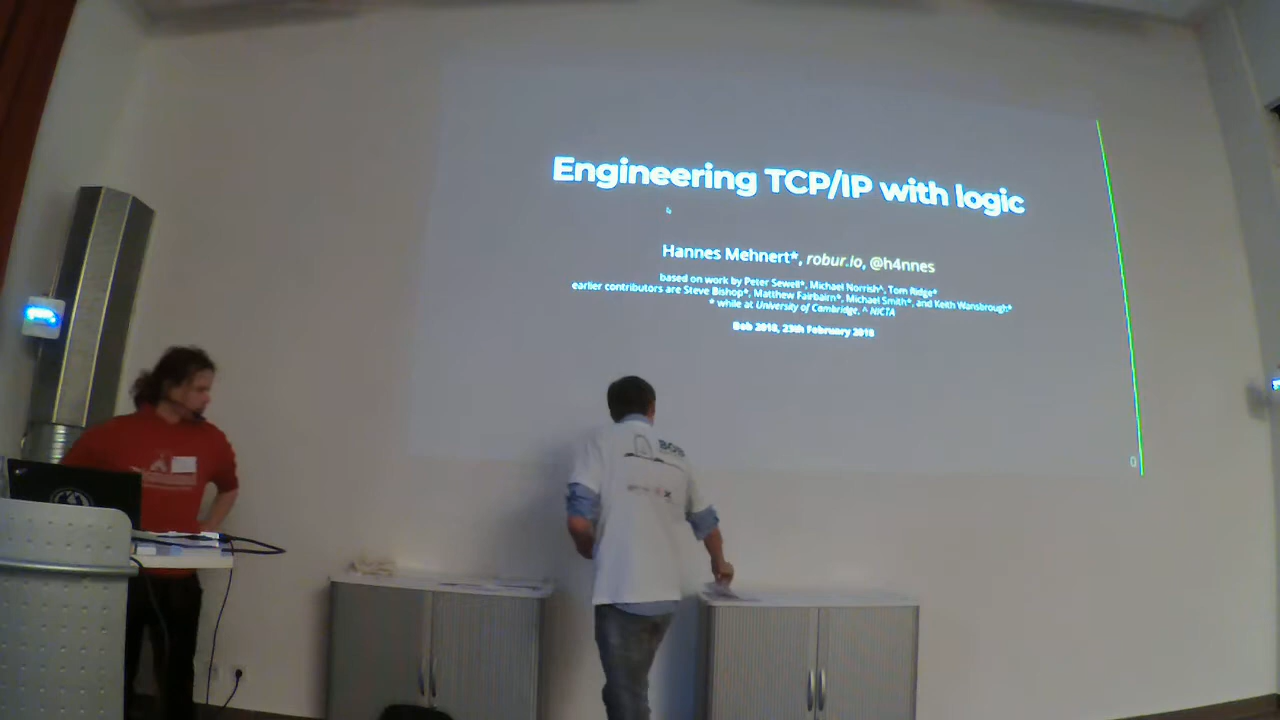 Engineering TCP/IP with logic
Hannes Mehnert*, robur.io, @h4nnes
based on work by Peter Sewell*, Michael Norrish^, Tom Ridge*
earlier contributors are Steve Bishop*, Matthew Fairbairn*, Michael Smith*, and Keith Wansbrough*
* while at University of Cambridge, ^ NICTA
Bob 2018, 23th February 2018
0
BOB